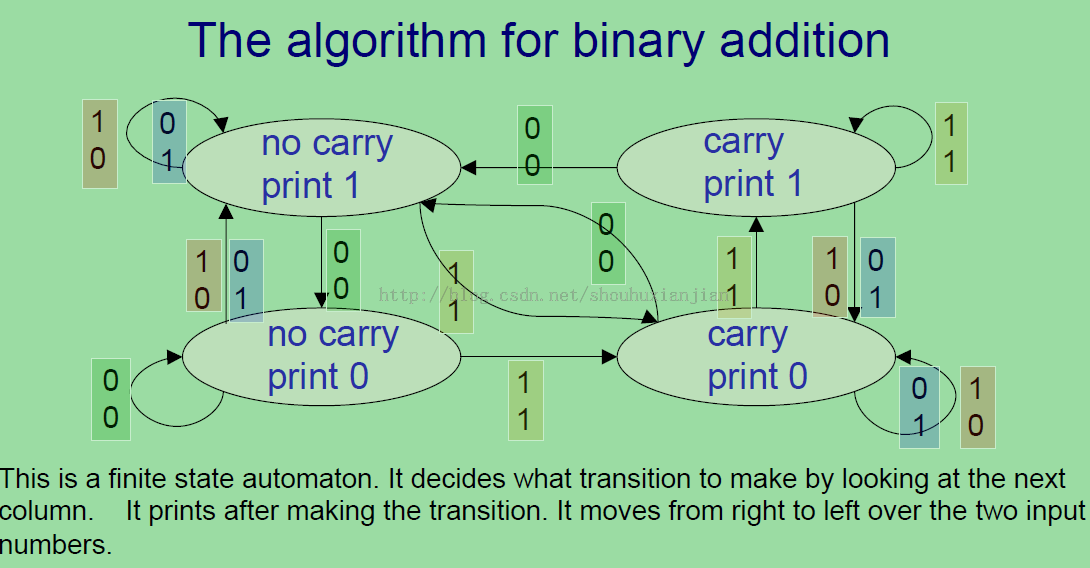 The algorithm for binary addition
1 0
0 1
no carry
print 1
0
0
carry
print 1
1
1
1 0
0 1
0
0
1
1
0
0
1
1
1 0
0 1
http://blog.csdn.net/shouhuxianjian
no carry
print 0
carry
print 0
0
0
1
1
0 1
1 0
This is a finite state automaton. It decides what transition to make by looking at the next
column. It prints after making the transition. It moves from right to left over the two input
numbers.